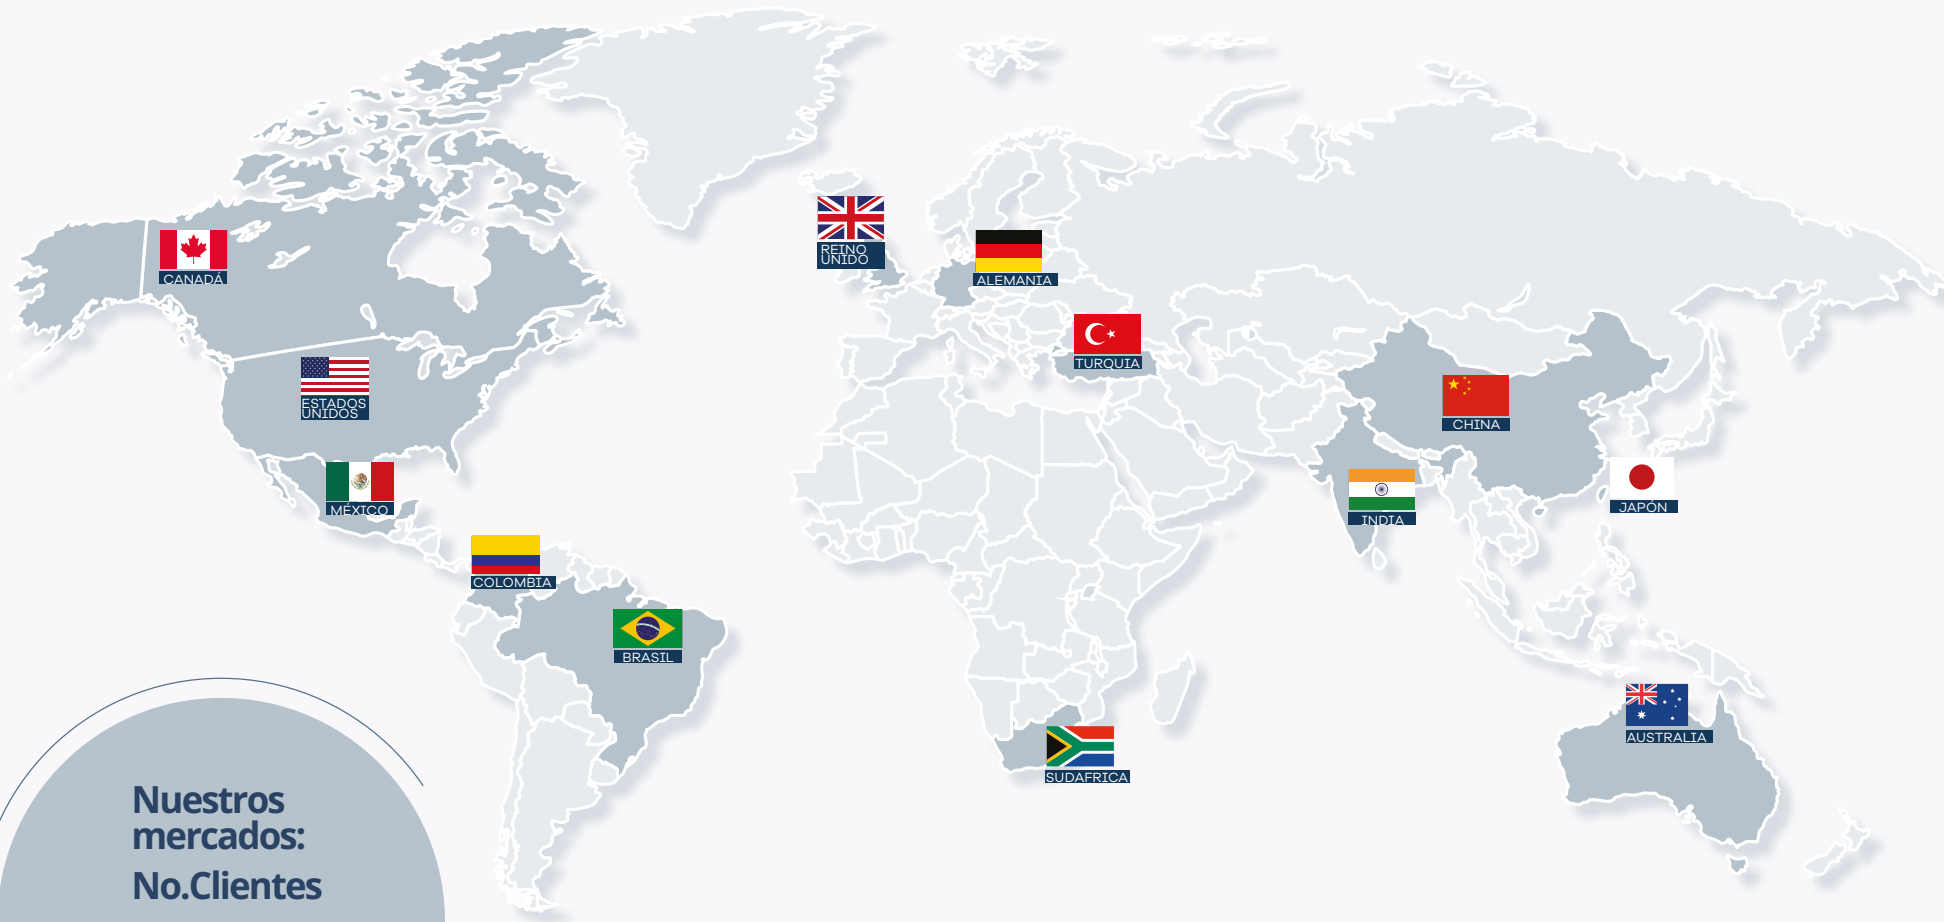 CANADÁ
REINO
UNIDO
ALEMANIA
TURQUIA
ESTADOS
UNIDOS
CHINA
MÉXICO
INDIA
JAPÓN
COLOMBIA
BRASIL
AUSTRALIA
SUDAFRICA
Nuestros
mercados:
No.Clientes